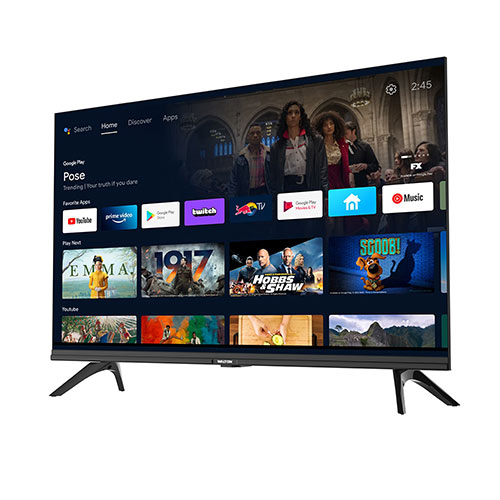 Search Home Discover Apps
2:45
Google Play
Pose
Trending | Your truth if you dare
FX
Favorite Apps
YouTube
prime video
Google Play
twitch
TV
Google Play
Movies & TV
Music
Play Next
EMMA.
1917
HOBBS
& SHAW
SCOOB!
Youtube
WALTON